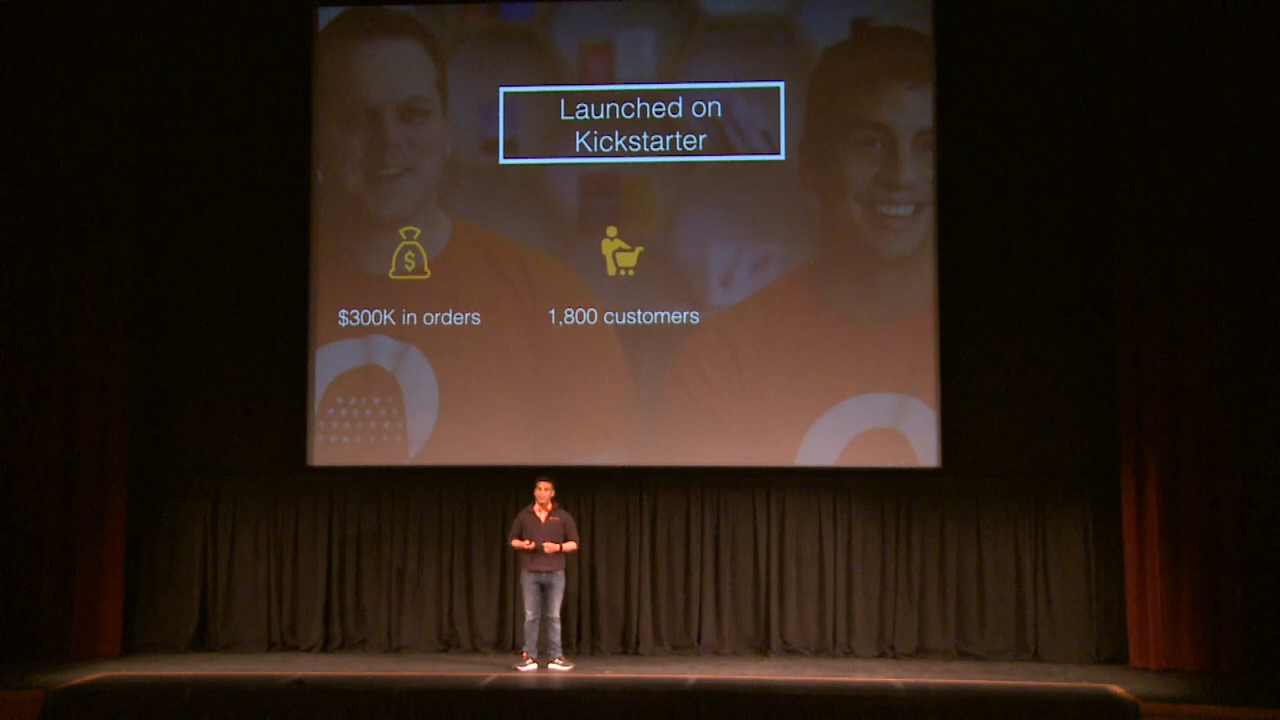 Launched on
Kickstarter
$
$300K in orders
1,800 customers